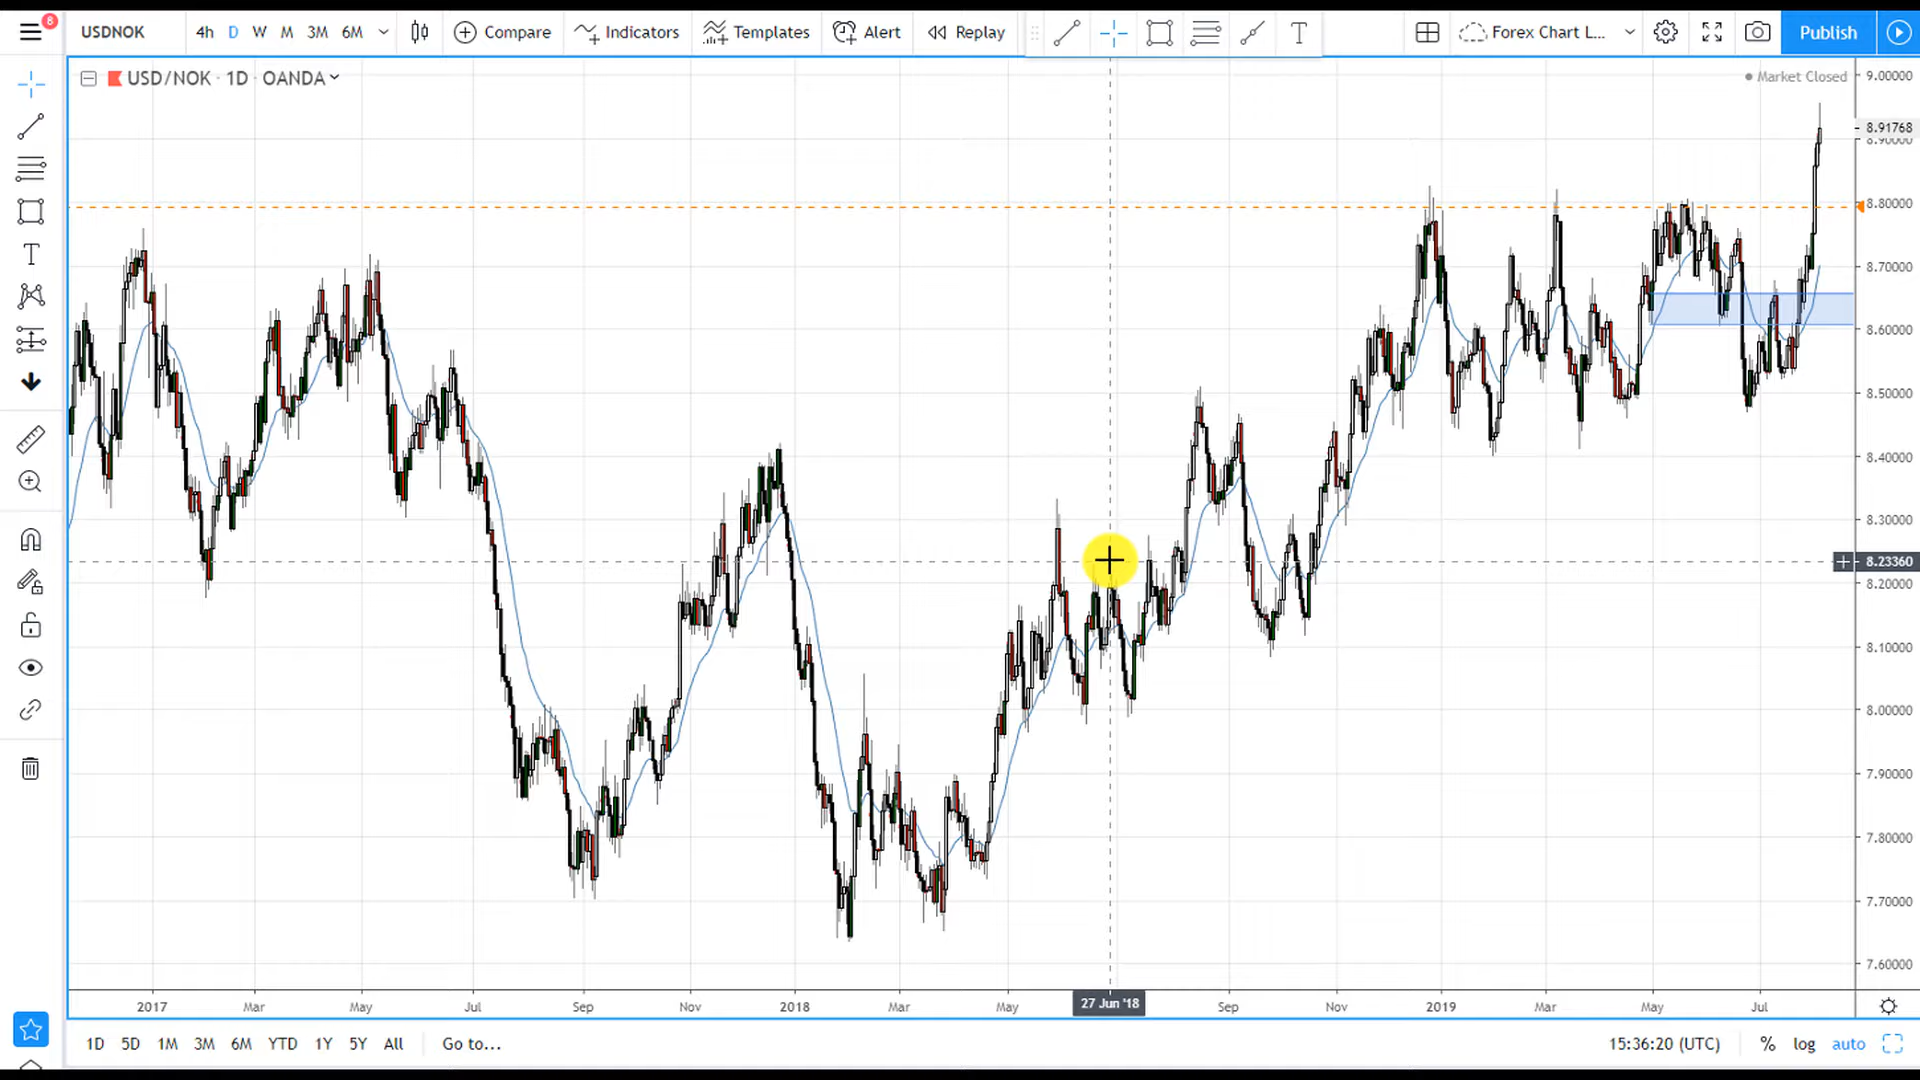 8
USDNOK
4h D W M 3M 6M
Compare
Indicators
Templates
Alert
Replay
T
Forex Chart L...
Publish
USD/NOK · 1D · OANDA
Market Closed
9.00000
8.91768
8.90000
8.80000
8.70000
8.60000
8.50000
8.40000
8.30000
8.23360
8.20000
8.10000
8.00000
7.90000
7.80000
7.70000
7.60000
T
2017 Mar May Jul Sep Nov 2018 Mar May 27 Jun '18 Sep Nov 2019 Mar May Jul
1D 5D 1M 3M 6M YTD 1Y 5Y All Go to...
15:36:20 (UTC) % log auto